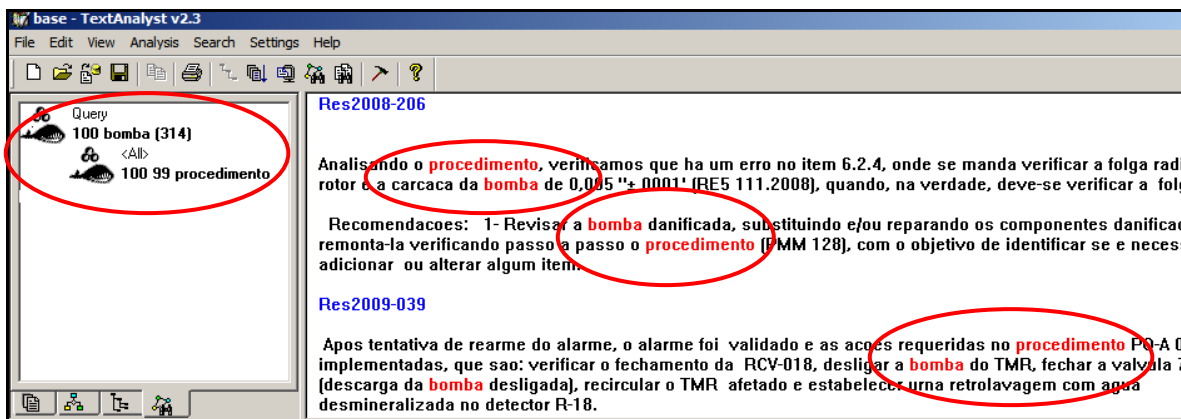 base - TextAnalyst v2.3
File Edit View Analysis Search Settings Help
Query
100 bomba (314)
<All>
100 99 procedimento
Res2008-206
Analisando o procedimento, verificamos que ha um erro no item 6.2.4, onde se manda verificar a folga radi
rotor e a carcaca da bomba de 0,005 "+ 0001' (RE5 111.2008), quando, na verdade, deve-se verificar a folg
Recomendacoes: 1- Revisar a bomba danificada, substituindo e/ou reparando os componentes danifica
remonta-la verificando passo a passo o procedimento (PMM 128), com o objetivo de identificar se e neces
adicionar ou alterar algum item.
Res2009-039
Apos tentativa de rearme do alarme, o alarme foi validado e as acoes requeridas no procedimento PO-A 0
implementadas, que sao: verificar o fechamento da RCV-018, desligar a bomba do TMR, fechar a valvula 7
(descarga da bomba desligada), recircular o TMR afetado e estabelecer urna retrolavagem com agua
desmineralizada no detector R-18.